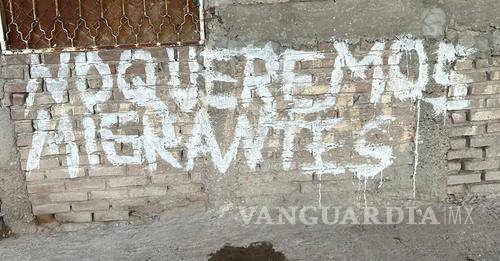 NO QUEREMOS
MIGRANTES
VANGUARDIA | MX